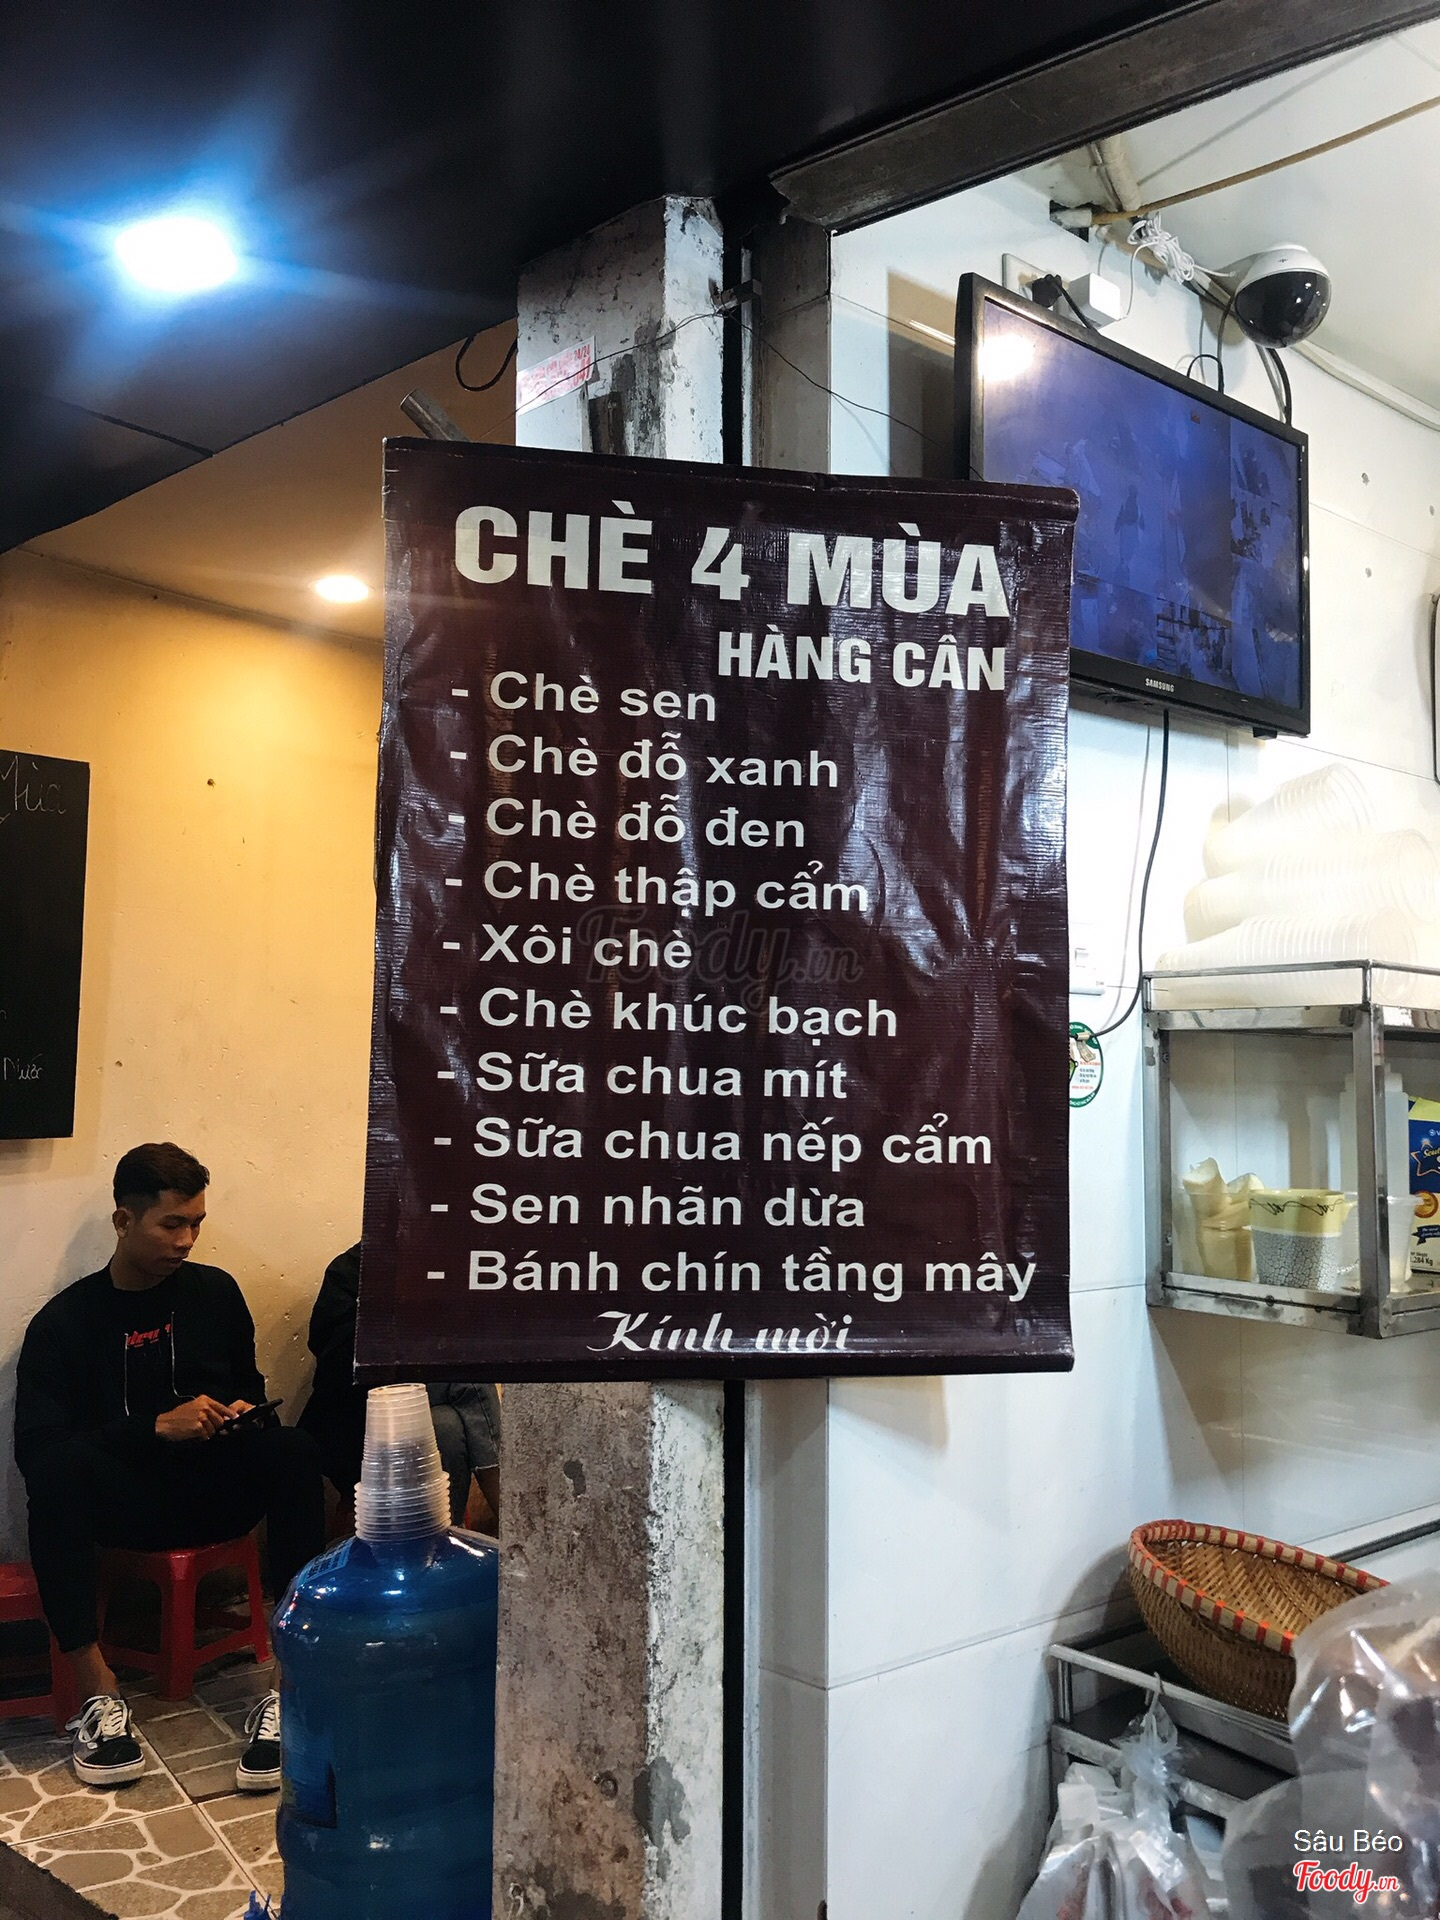 CHÈ 4 MÙA
HÀNG CÂN
- Chè sen
- Chè đỗ xanh
- Chè đỗ đen
- Chè thập cẩm
- Xôi chè
- Chè khúc bạch
- Sữa chua mít
- Sữa chua nếp cẩm
- Sen nhãn dừa
- Bánh chín tầng mây
Kính mời
Foody.vn
SAMSUNG
Mùa
Nước
Sâu Béo
Foody.vn